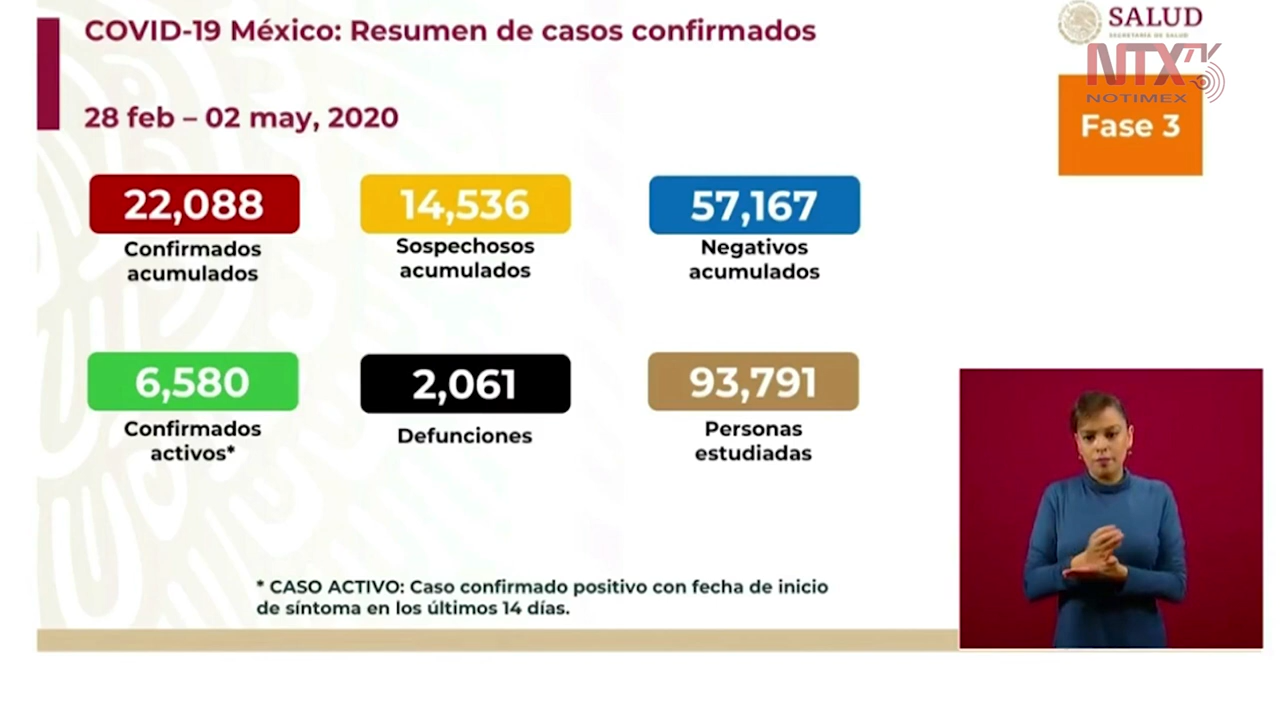 COVID-19 México: Resumen de casos confirmados
28 feb – 02 may, 2020
SALUD
SECRETARÍA DE SALUD
NTX
NOTIMEX
Fase 3
22,088
Confirmados
acumulados
14,536
Sospechosos
acumulados
57,167
Negativos
acumulados
6,580
Confirmados
activos*
2,061
Defunciones
93,791
Personas
estudiadas
* CASO ACTIVO: Caso confirmado positivo con fecha de inicio
de síntoma en los últimos 14 días.